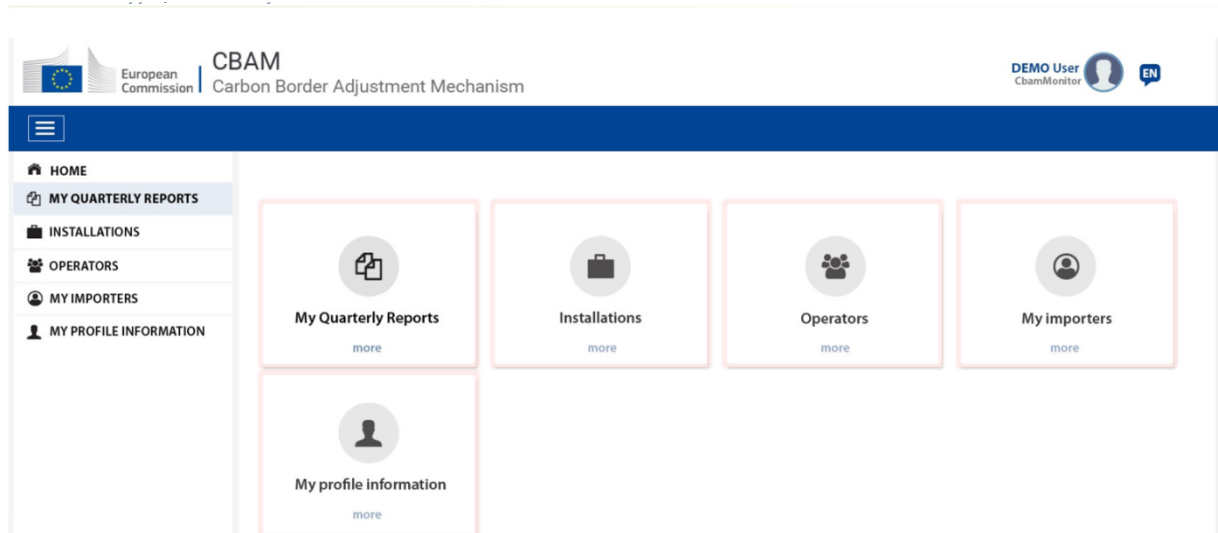 CBAM
European
Commission
Carbon Border Adjustment Mechanism
DEMO User
CbamMonitor
EN
HOME
MY QUARTERLY REPORTS
INSTALLATIONS
OPERATORS
MY IMPORTERS
MY PROFILE INFORMATION
My Quarterly Reports
more
Installations
more
Operators
more
My importers
more
My profile information
more